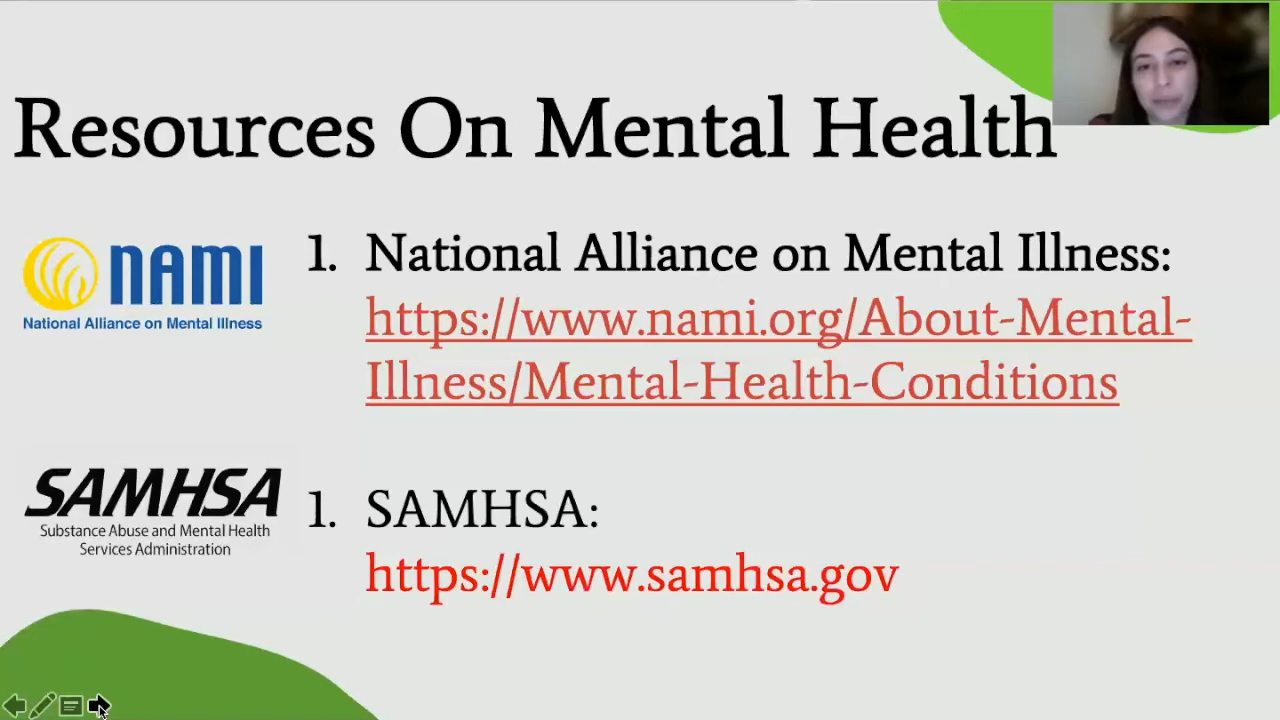 Resources On Mental Health
NAMI
National Alliance on Mental Illness
1. National Alliance on Mental Illness:
https://www.nami.org/About-Mental-
Illness/Mental-Health-Conditions
SAMHSA
Substance Abuse and Mental Health
Services Administration
1. SAMHSA:
https://www.samhsa.gov